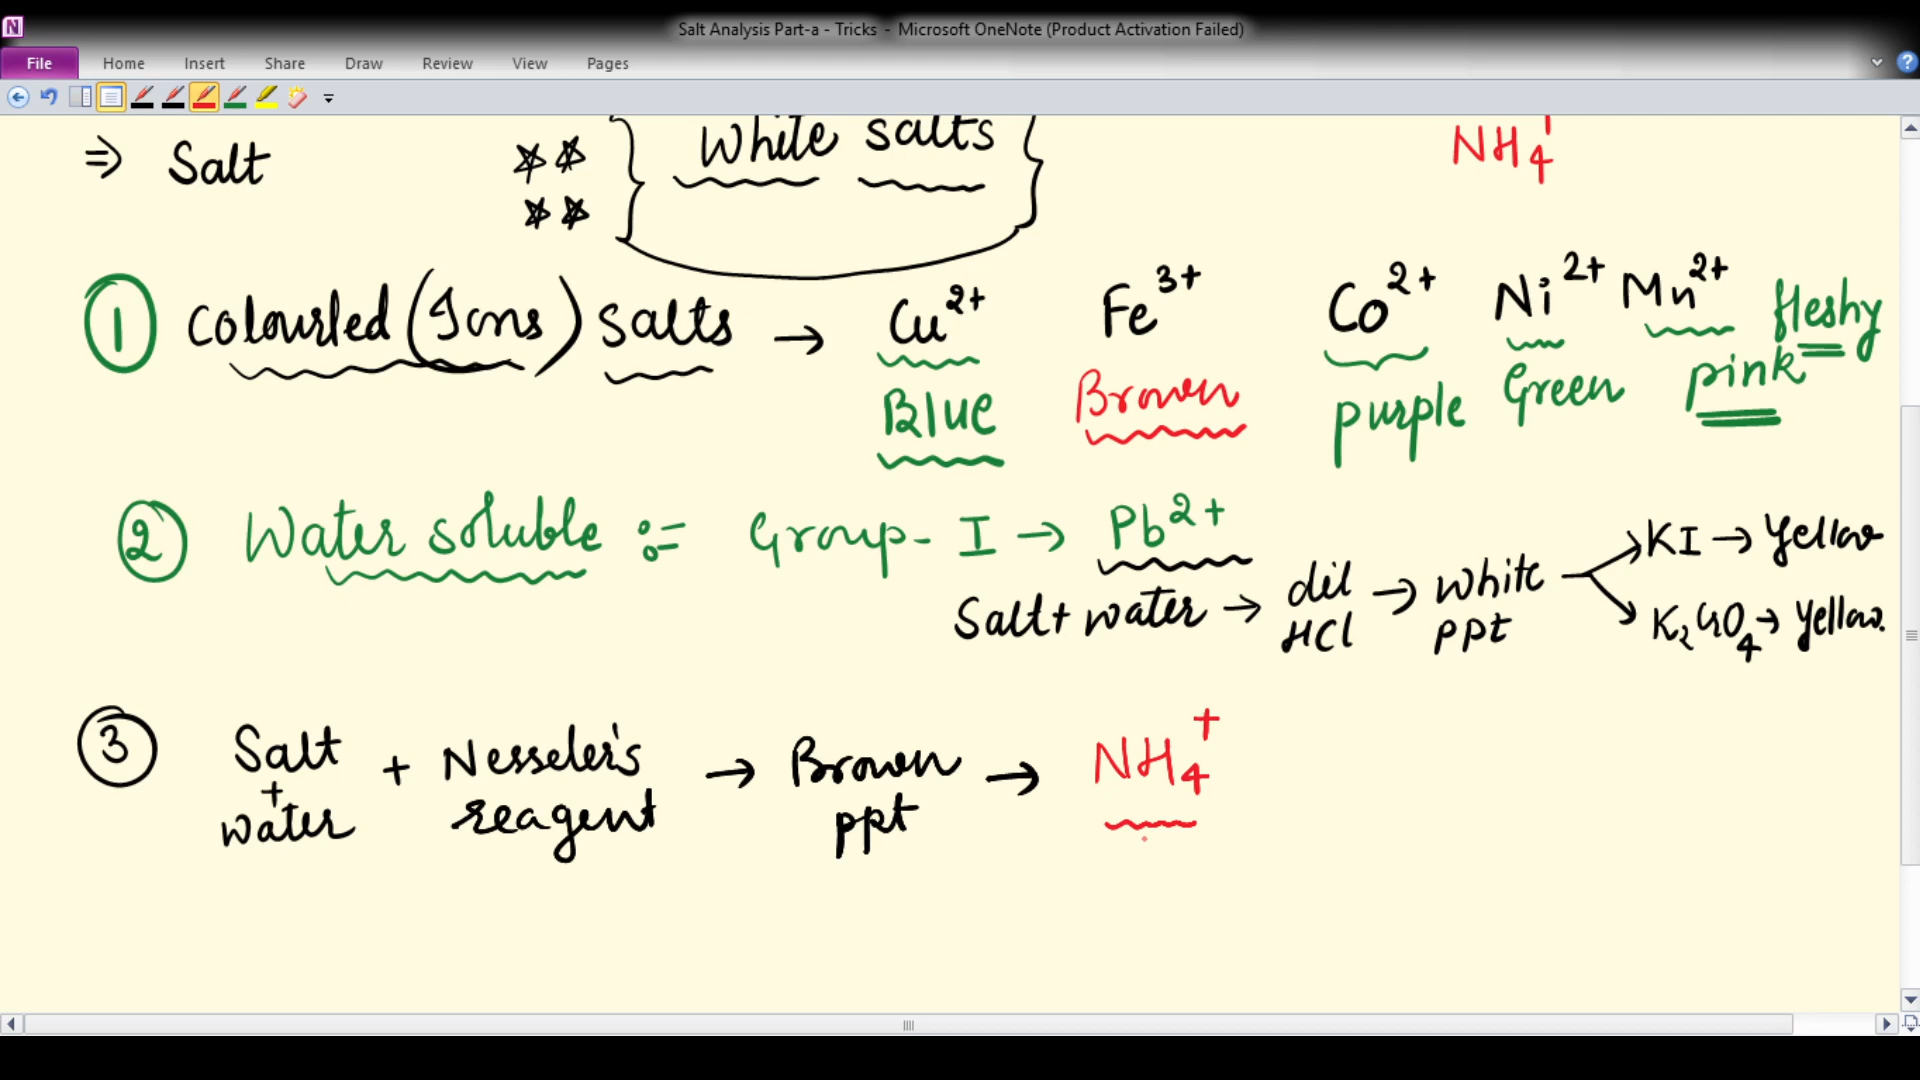 Salt Analysis Part-a - Tricks - Microsoft OneNote (Product Activation Failed)
File Home Insert Share Draw Review View Pages
⇒ Salt White salts NH4+
1 Coloured (Ions) Salts → Cu2+ Fe3+ Co2+ Ni2+ Mn2+ fleshy
Blue Brown purple Green pink
2 Water soluble :- Group-I → Pb2+
Salt + water → dil HCl → White ppt → KI → Yellow
→ K2CrO4 → Yellow.
3 Salt + water + Nesseler's reagent → Brown ppt → NH4+